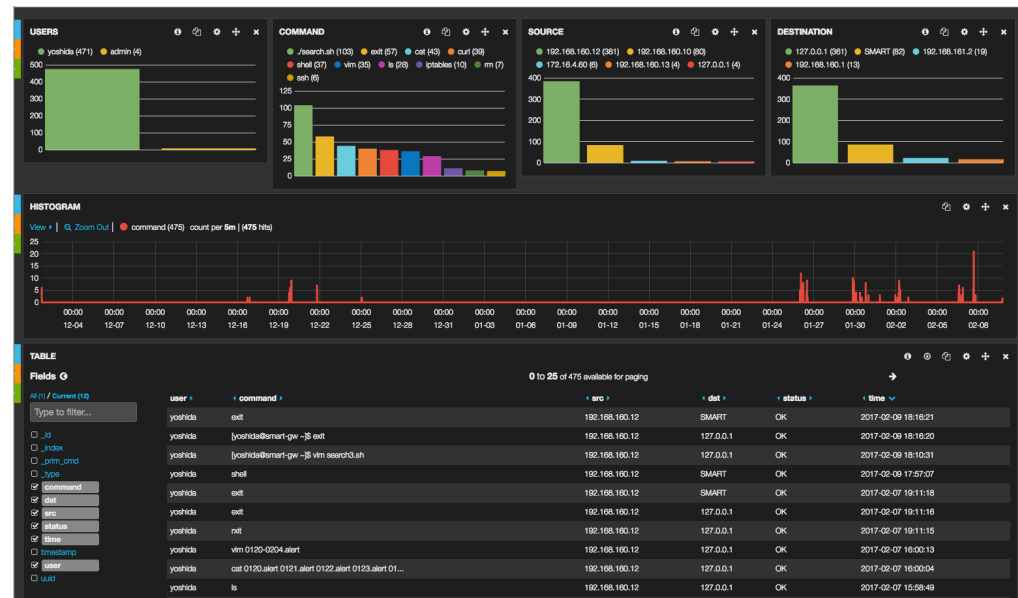 USERS
yoshida (471) admin (4)
500
400
300
200
100
0
COMMAND
./search.sh (103) exit (57) cat (43) curl (39)
shell (37) vim (35) ls (28) iptables (10) rm (7)
ssh (6)
125
100
75
50
25
0
SOURCE
192.168.160.12 (381) 192.168.160.10 (80)
172.16.4.60 (6) 192.168.160.13 (4) 127.0.0.1 (4)
400
300
200
100
0
DESTINATION
127.0.0.1 (361) SMART (82) 192.168.161.2 (19)
192.168.160.1 (13)
400
300
200
100
0
HISTOGRAM
View | Zoom Out | command (475) count per 5m | (475 hits)
25
20
15
10
5
0
00:00 00:00 00:00 00:00 00:00 00:00 00:00 00:00 00:00 00:00 00:00 00:00 00:00 00:00 00:00 00:00 00:00 00:00 00:00 00:00 00:00 00:00 00:00
12-04 12-07 12-10 12-13 12-16 12-19 12-22 12-25 12-28 12-31 01-03 01-06 01-09 01-12 01-15 01-18 01-21 01-24 01-27 01-30 02-02 02-05 02-08
TABLE
Fields
All (1) / Current (12)
Type to filter...
_id
_index
_prim_cmd
_type
command
dst
src
status
time
timestamp
user
uuid
0 to 25 of 475 available for paging
user command src dst status time
yoshida exit 192.168.160.12 SMART OK 2017-02-09 18:16:21
yoshida [yoshida@smart-gw ~]$ exit 192.168.160.12 127.0.0.1 OK 2017-02-09 18:16:20
yoshida [yoshida@smart-gw ~]$ vim search3.sh 192.168.160.12 127.0.0.1 OK 2017-02-09 18:10:31
yoshida shell 192.168.160.12 SMART OK 2017-02-09 17:57:07
yoshida exit 192.168.160.12 SMART OK 2017-02-07 19:11:18
yoshida exit 192.168.160.12 127.0.0.1 OK 2017-02-07 19:11:16
yoshida rxit 192.168.160.12 127.0.0.1 OK 2017-02-07 19:11:15
yoshida vim 0120-0204.alert 192.168.160.12 127.0.0.1 OK 2017-02-07 16:00:13
yoshida cat 0120.alert 0121.alert 0122.alert 0123.alert 01... 192.168.160.12 127.0.0.1 OK 2017-02-07 16:00:04
yoshida ls 192.168.160.12 127.0.0.1 OK 2017-02-07 15:58:49